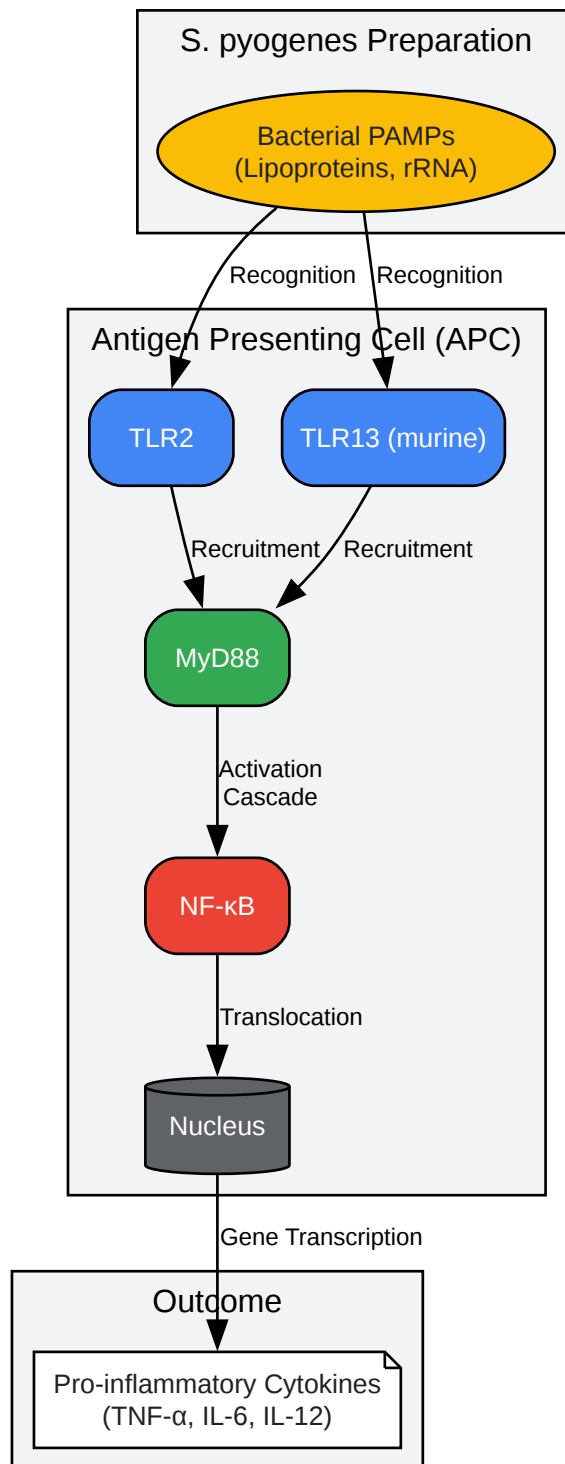 S. pyogenes Preparation
Bacterial PAMPs
(Lipoproteins, rRNA)
Recognition
Recognition
Antigen Presenting Cell (APC)
TLR2
TLR13 (murine)
Recruitment
Recruitment
MyD88
Activation
Cascade
NF-κB
Translocation
Nucleus
Gene Transcription
Outcome
Pro-inflammatory Cytokines
(TNF-α, IL-6, IL-12)